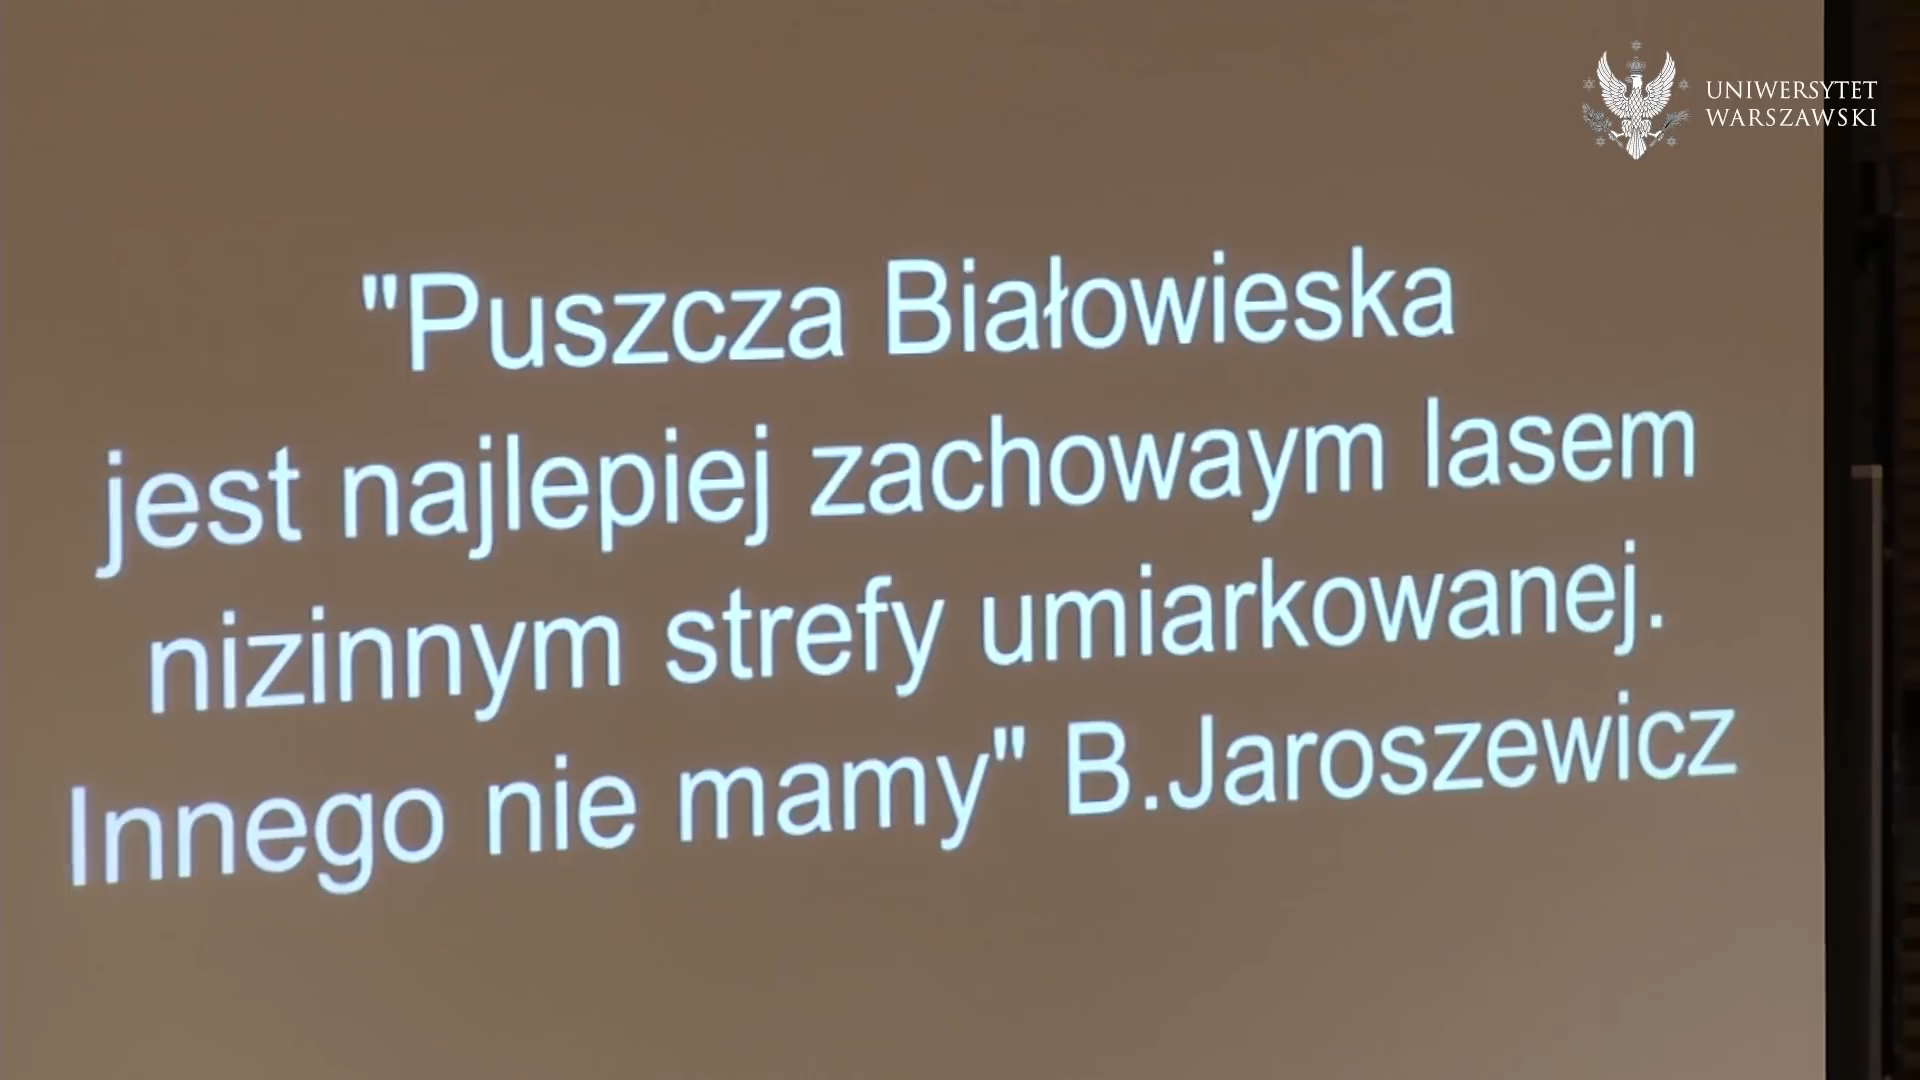 UNIWERSYTET
WARSZAWSKI
"Puszcza Białowieska
jest najlepiej zachowaym lasem
nizinnym strefy umiarkowanej.
Innego nie mamy" B.Jaroszewicz